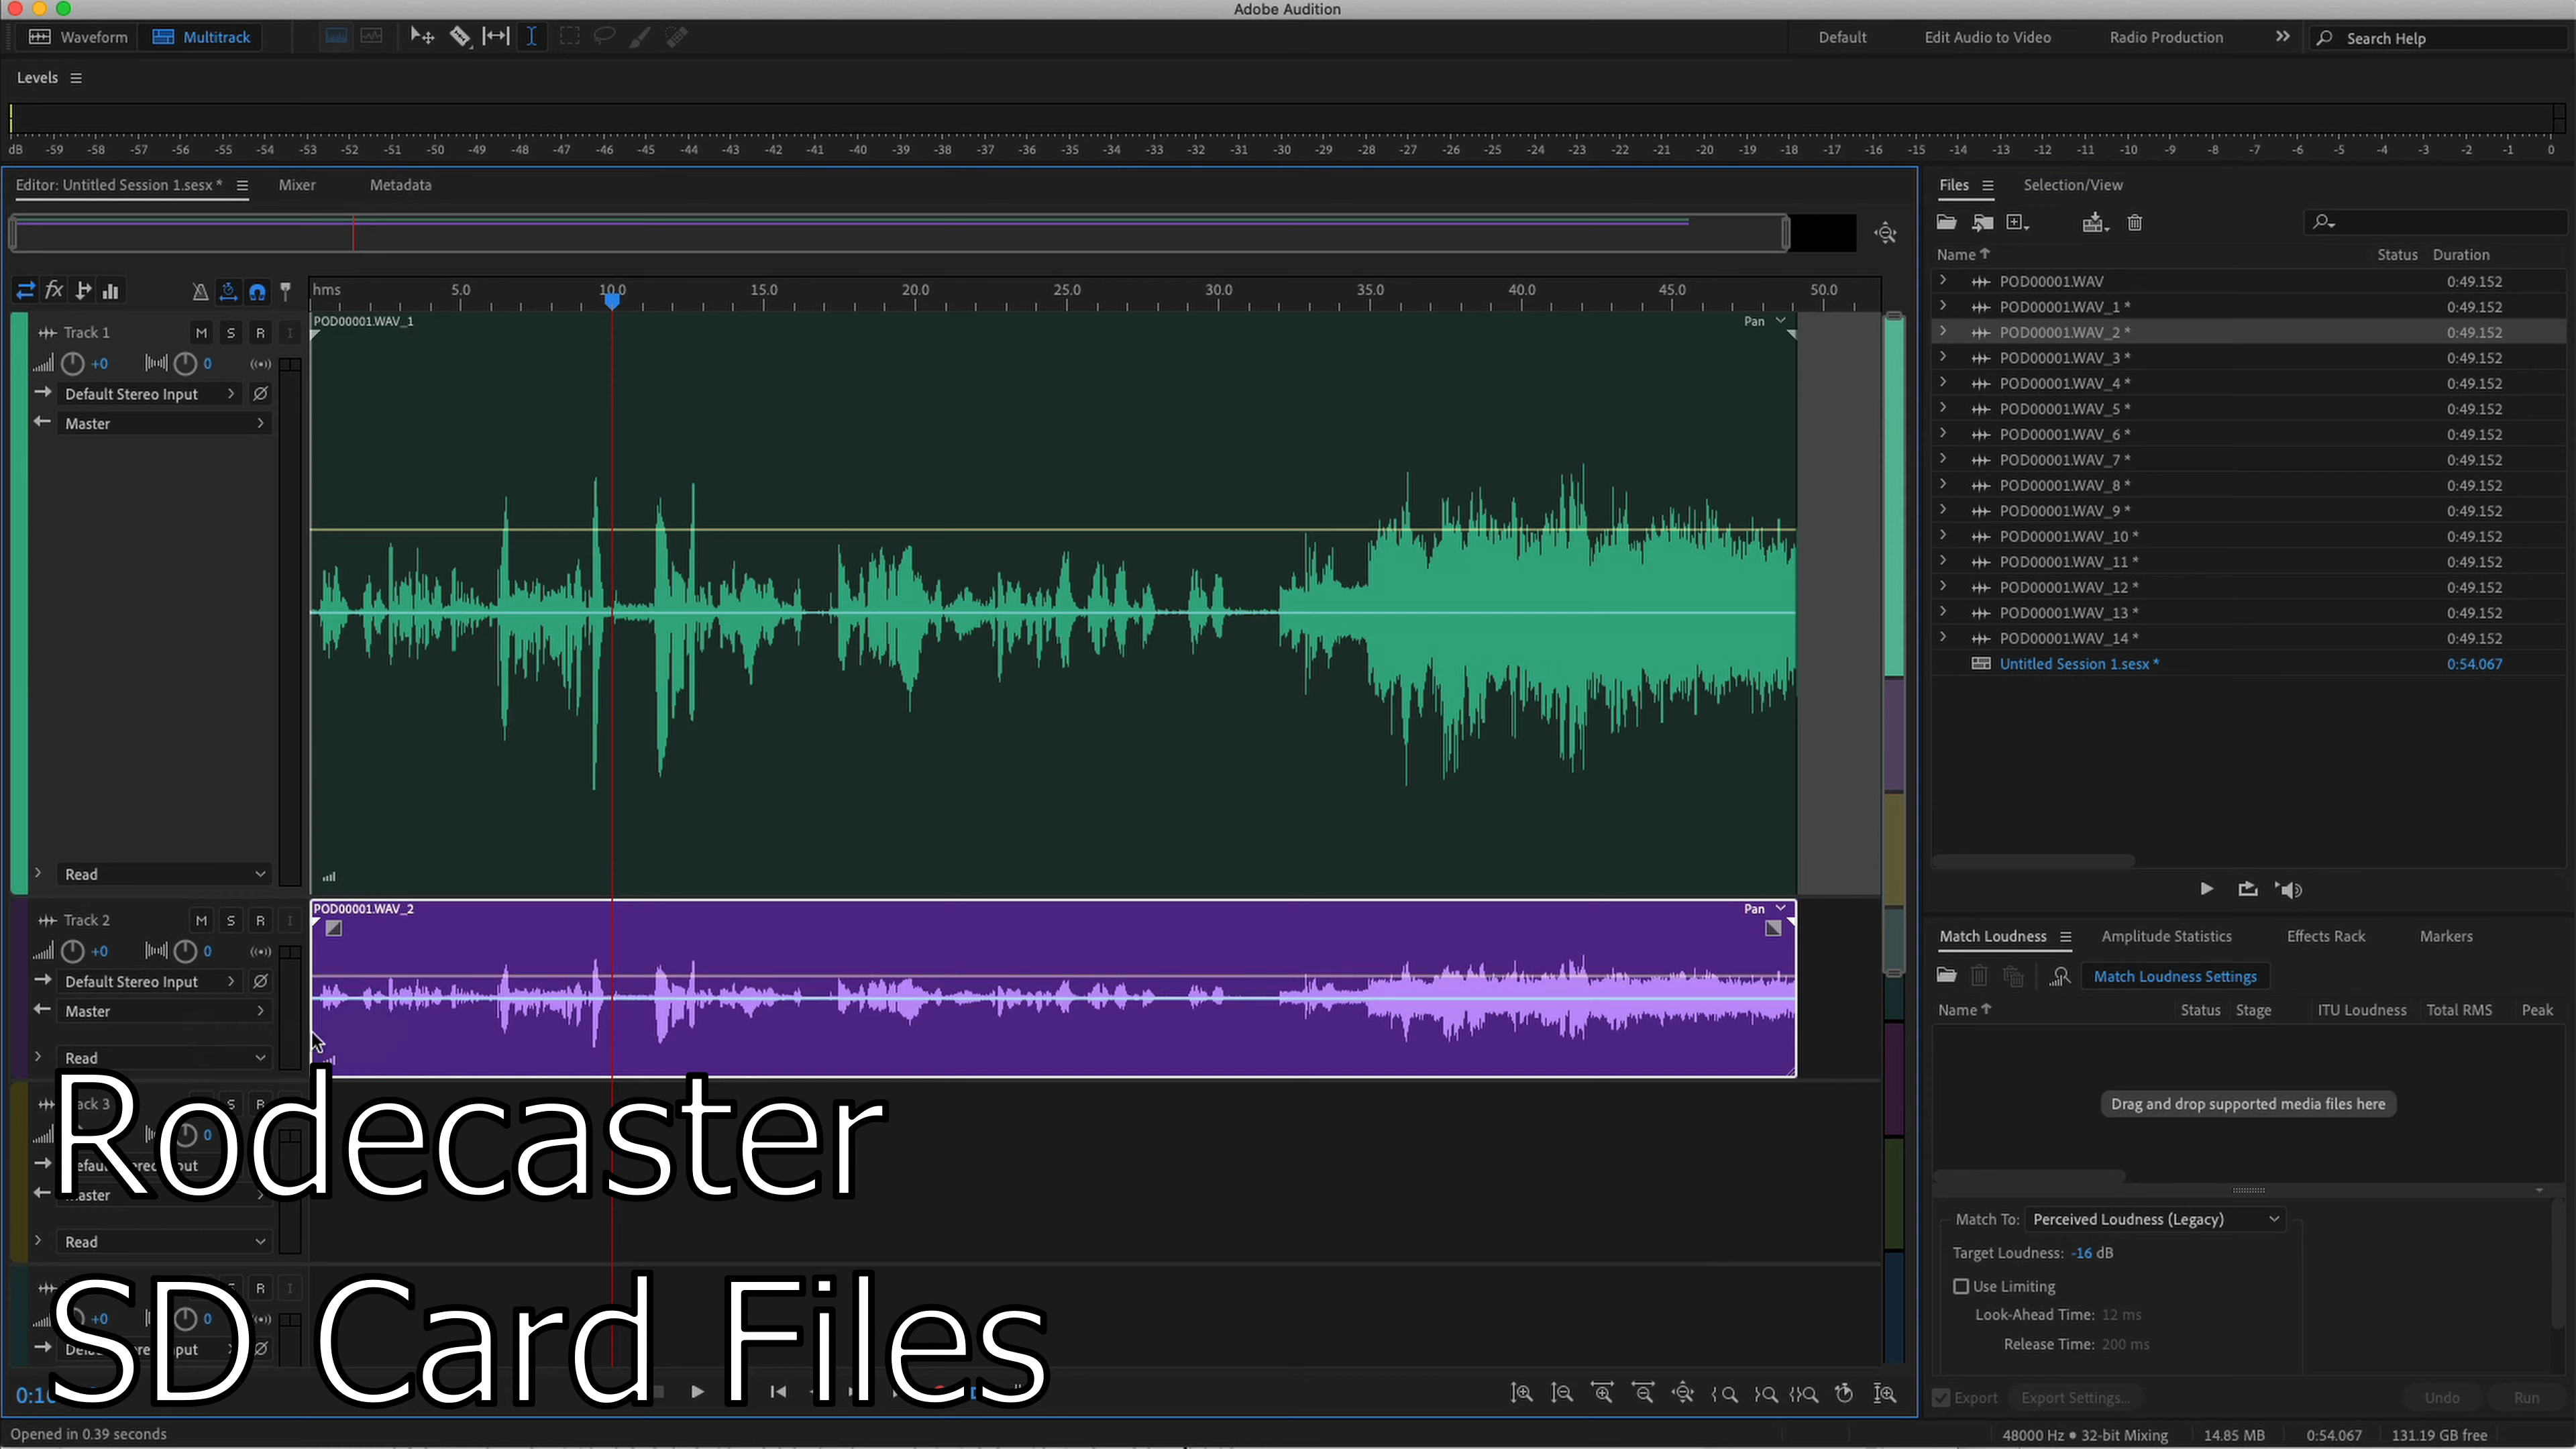 Adobe Audition
Waveform Multitrack Default Edit Audio to Video Radio Production Search Help
Levels
dB -59 -58 -57 -56 -55 -54 -53 -52 -51 -50 -49 -48 -47 -46 -45 -44 -43 -42 -41 -40 -39 -38 -37 -36 -35 -34 -33 -32 -31 -30 -29 -28 -27 -26 -25 -24 -23 -22 -21 -20 -19 -18 -17 -16 -15 -14 -13 -12 -11 -10 -9 -8 -7 -6 -5 -4 -3 -2 -1 0
Editor: Untitled Session 1.sesx * Mixer Metadata
fx
hms 5.0 10.0 15.0 20.0 25.0 30.0 35.0 40.0 45.0 50.0
Track 1 M S R I
+0 0
Default Stereo Input
Master
Read
POD00001.WAV_1 Pan
Track 2 M S R I
+0 0
Default Stereo Input
Master
Read
POD00001.WAV_2 Pan
S R
0
Read
R I
+0 0
Rodecaster
SD Card Files
Opened in 0.39 seconds
Files Selection/View
Name Status Duration
POD00001.WAV 0:49.152
POD00001.WAV_1 * 0:49.152
POD00001.WAV_2 * 0:49.152
POD00001.WAV_3 * 0:49.152
POD00001.WAV_4 * 0:49.152
POD00001.WAV_5 * 0:49.152
POD00001.WAV_6 * 0:49.152
POD00001.WAV_7 * 0:49.152
POD00001.WAV_8 * 0:49.152
POD00001.WAV_9 * 0:49.152
POD00001.WAV_10 * 0:49.152
POD00001.WAV_11 * 0:49.152
POD00001.WAV_12 * 0:49.152
POD00001.WAV_13 * 0:49.152
POD00001.WAV_14 * 0:49.152
Untitled Session 1.sesx * 0:54.067
Match Loudness Amplitude Statistics Effects Rack Markers
Match Loudness Settings
Name Status Stage ITU Loudness Total RMS Peak
Drag and drop supported media files here
Match To: Perceived Loudness (Legacy)
Target Loudness: -16 dB
Use Limiting
Look-Ahead Time: 12 ms
Release Time: 200 ms
Export Export Settings... Undo Run
48000 Hz • 32-bit Mixing 14.85 MB 0:54.067 131.19 GB free